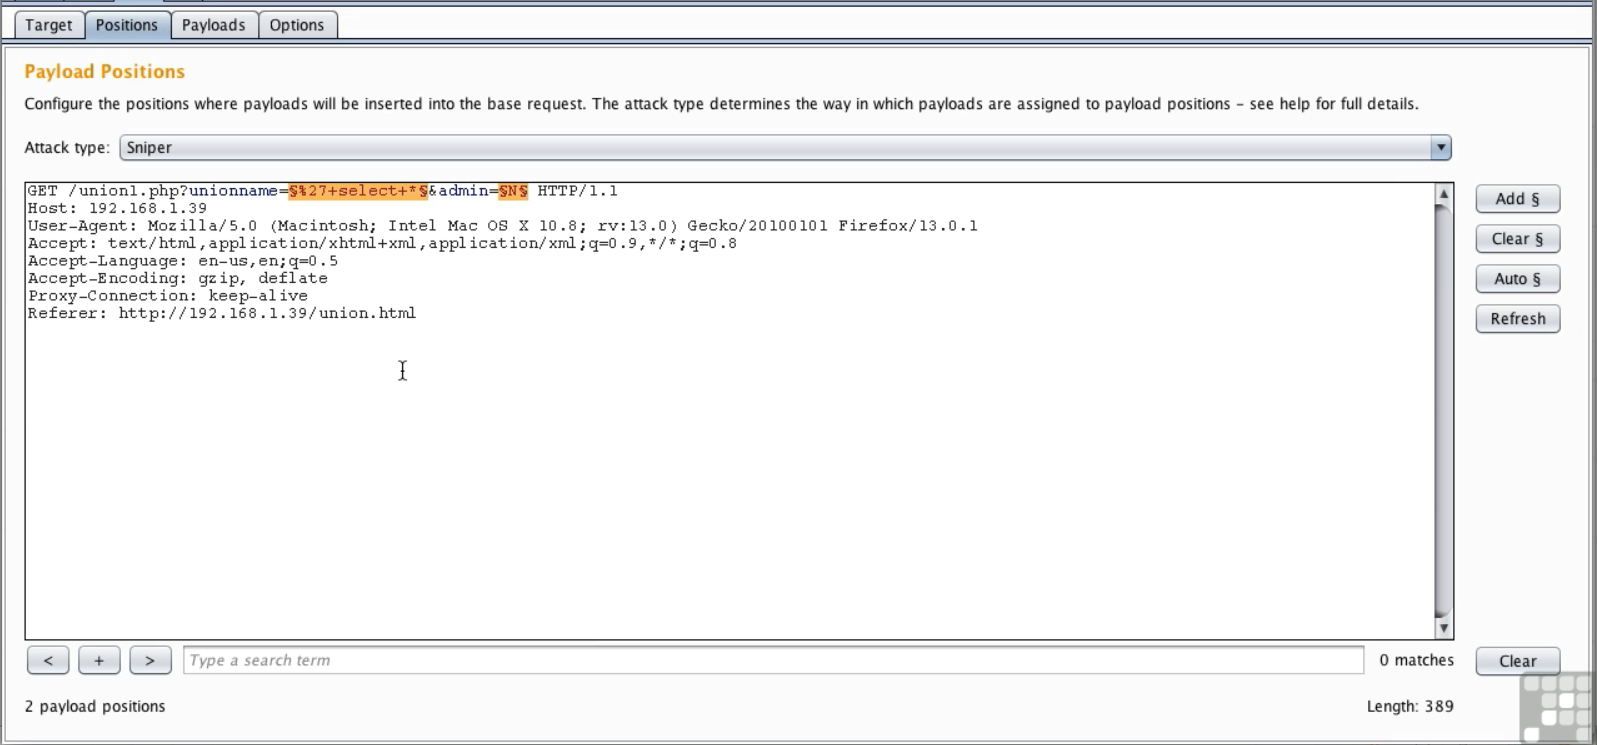 Target Positions Payloads Options
Payload Positions
Configure the positions where payloads will be inserted into the base request. The attack type determines the way in which payloads are assigned to payload positions – see help for full details.
Attack type: Sniper
GET /union1.php?unionname=§%27+select+*§&admin=§N§ HTTP/1.1
Host: 192.168.1.39
User-Agent: Mozilla/5.0 (Macintosh; Intel Mac OS X 10.8; rv:13.0) Gecko/20100101 Firefox/13.0.1
Accept: text/html,application/xhtml+xml,application/xml;q=0.9,*/*;q=0.8
Accept-Language: en-us,en;q=0.5
Accept-Encoding: gzip, deflate
Proxy-Connection: keep-alive
Referer: http://192.168.1.39/union.html
Add §
Clear §
Auto §
Refresh
< + > Type a search term 0 matches Clear
2 payload positions Length: 389